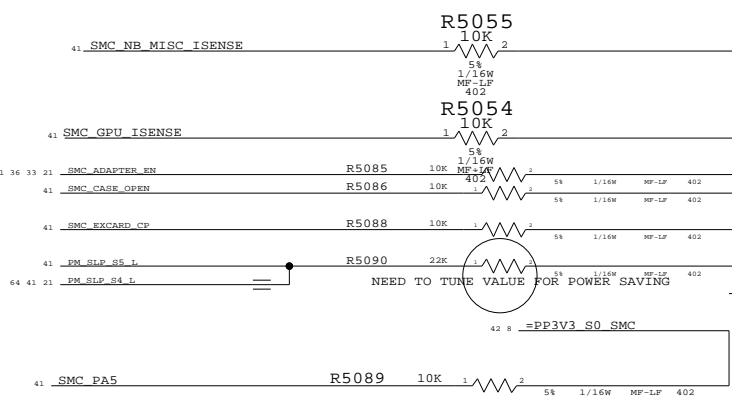 R5055
10K
41 SMC_NB_MISC_ISENSE 1 2
5%
1/16W
MF-LF
402
R5054
10K
41 SMC_GPU_ISENSE 1 2
5%
1/16W
MF-LF
402
1 36 33 21 SMC_ADAPTER_EN R5085 10K 1 2
5% 1/16W MF-LF 402
41 SMC_CASE_OPEN R5086 10K 1 2
5% 1/16W MF-LF 402
41 SMC_EXCARD_CP R5088 10K 1 2
5% 1/16W MF-LF 402
41 PM_SLP_S5_L R5090 22K 1 2
5% 1/16W MF-LF 402
64 41 21 PM_SLP_S4_L
NEED TO TUNE VALUE FOR POWER SAVING
42 8 =PP3V3_S0_SMC
41 SMC_PA5 R5089 10K 1 2
5% 1/16W MF-LF 402